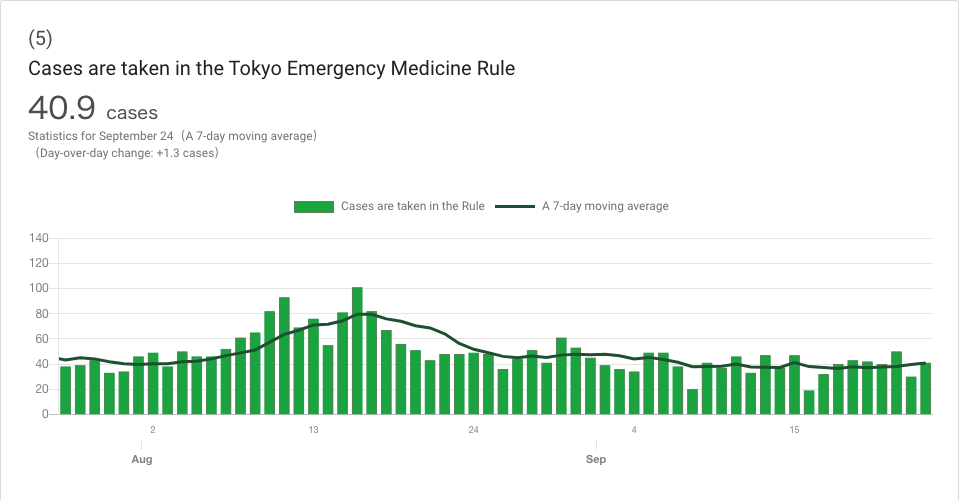 (5)
Cases are taken in the Tokyo Emergency Medicine Rule
40.9 cases
Statistics for September 24（A 7-day moving average）
（Day-over-day change: +1.3 cases）
Cases are taken in the Rule A 7-day moving average
140
120
100
80
60
40
20
0
2 13 24 4 15
Aug Sep